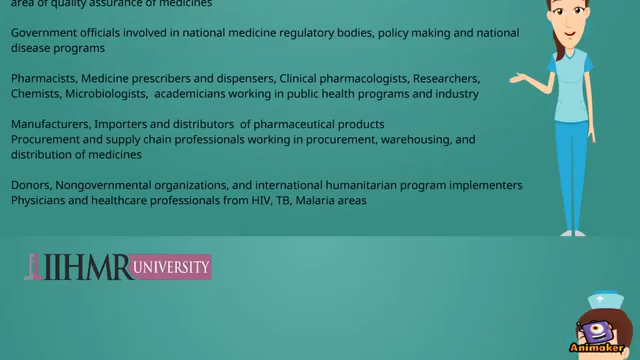 area of quality assurance of medicines
Government officials involved in national medicine regulatory bodies, policy making and national
disease programs
Pharmacists, Medicine prescribers and dispensers, Clinical pharmacologists, Researchers,
Chemists, Microbiologists, academicians working in public health programs and industry
Manufacturers, Importers and distributors of pharmaceutical products
Procurement and supply chain professionals working in procurement, warehousing, and
distribution of medicines
Donors, Nongovernmental organizations, and international humanitarian program implementers
Physicians and healthcare professionals from HIV, TB, Malaria areas
IIHMR UNIVERSITY
Animaker